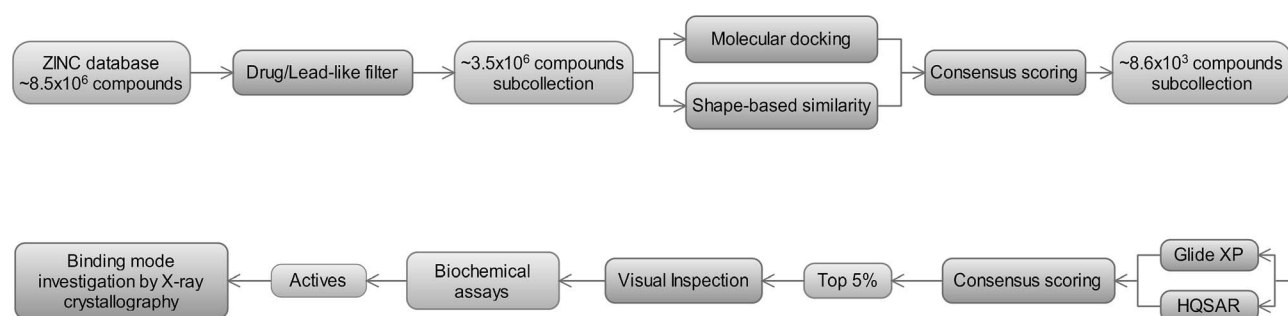 ZINC database
~8.5x10⁶ compounds
Drug/Lead-like filter
~3.5x10⁶ compounds
subcollection
Molecular docking
Shape-based similarity
Consensus scoring
~8.6x10³ compounds
subcollection
Glide XP
HQSAR
Consensus scoring
Top 5%
Visual Inspection
Biochemical
assays
Actives
Binding mode
investigation by X-ray
crystallography